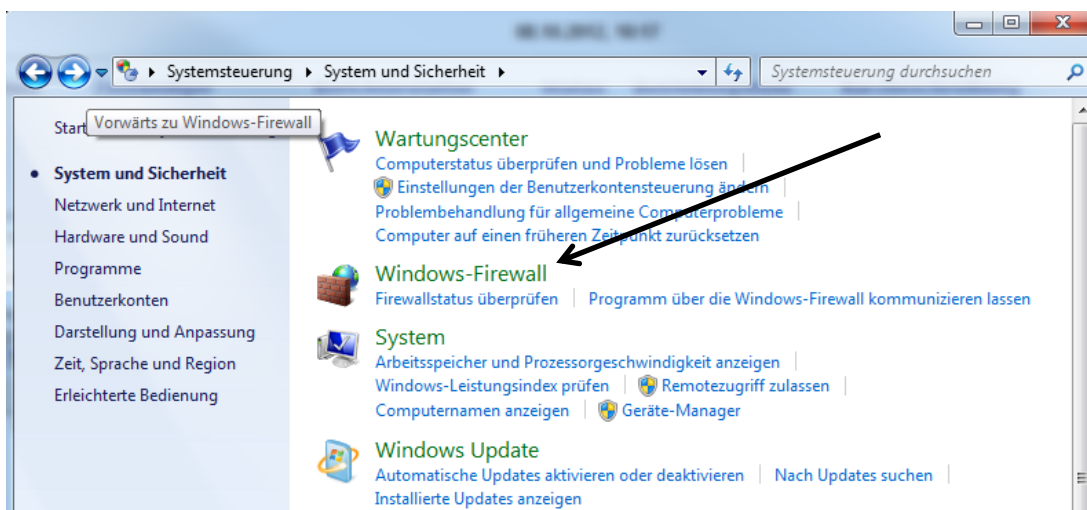 Systemsteuerung System und Sicherheit
Systemsteuerung durchsuchen
Start
Vorwärts zu Windows-Firewall
System und Sicherheit
Netzwerk und Internet
Hardware und Sound
Programme
Benutzerkonten
Darstellung und Anpassung
Zeit, Sprache und Region
Erleichterte Bedienung
Wartungscenter
Computerstatus überprüfen und Probleme lösen
Einstellungen der Benutzerkontensteuerung ändern
Problembehandlung für allgemeine Computerprobleme
Computer auf einen früheren Zeitpunkt zurücksetzen
Windows-Firewall
Firewallstatus überprüfen Programm über die Windows-Firewall kommunizieren lassen
System
Arbeitsspeicher und Prozessorgeschwindigkeit anzeigen
Windows-Leistungsindex prüfen Remotezugriff zulassen
Computernamen anzeigen Geräte-Manager
Windows Update
Automatische Updates aktivieren oder deaktivieren Nach Updates suchen
Installierte Updates anzeigen